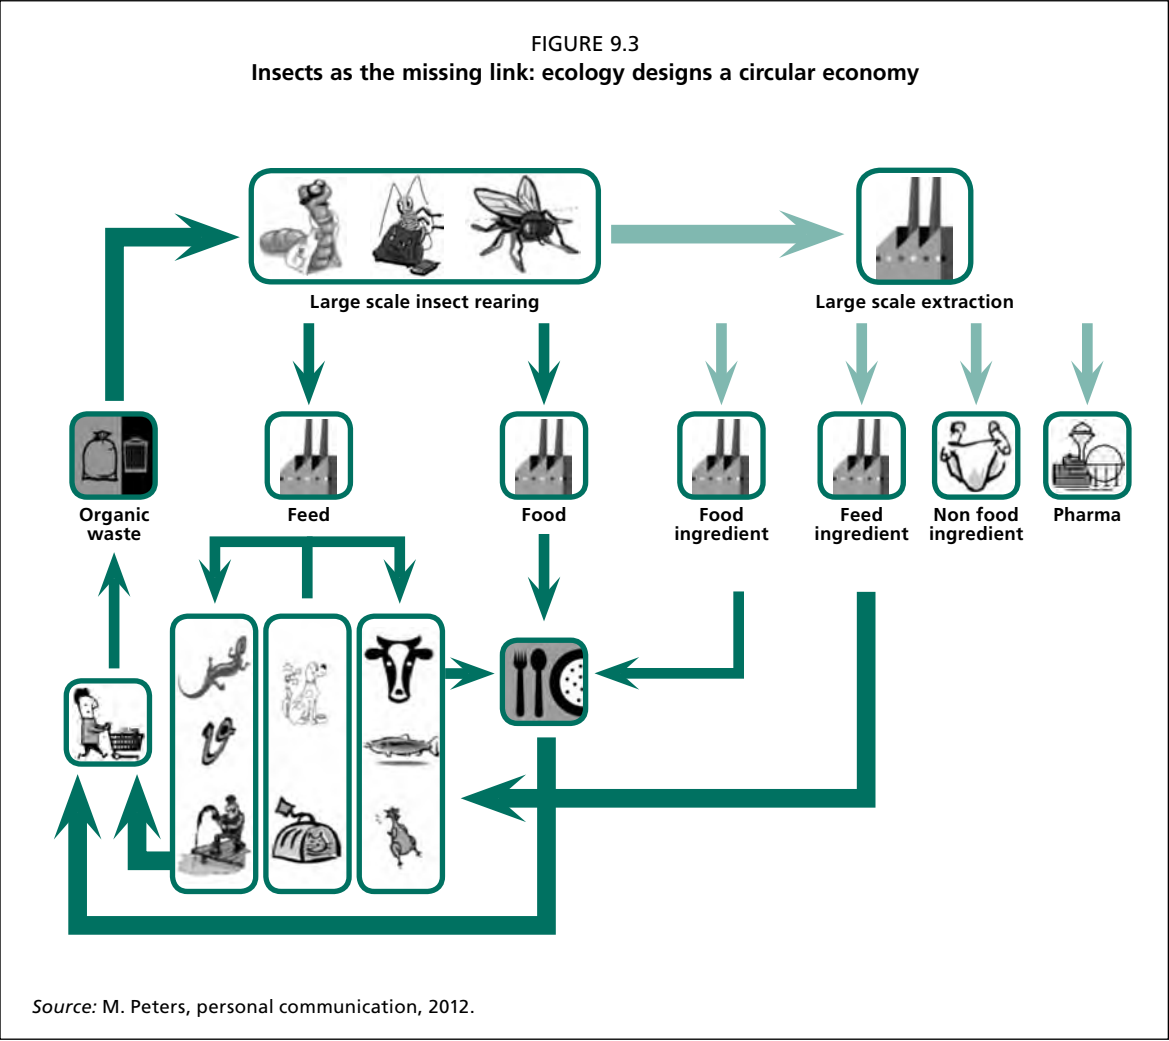 FIGURE 9.3
Insects as the missing link: ecology designs a circular economy
Large scale insect rearing
Large scale extraction
Organic
waste
Feed
Food
Food
ingredient
Feed
ingredient
Non food
ingredient
Pharma
Source: M. Peters, personal communication, 2012.